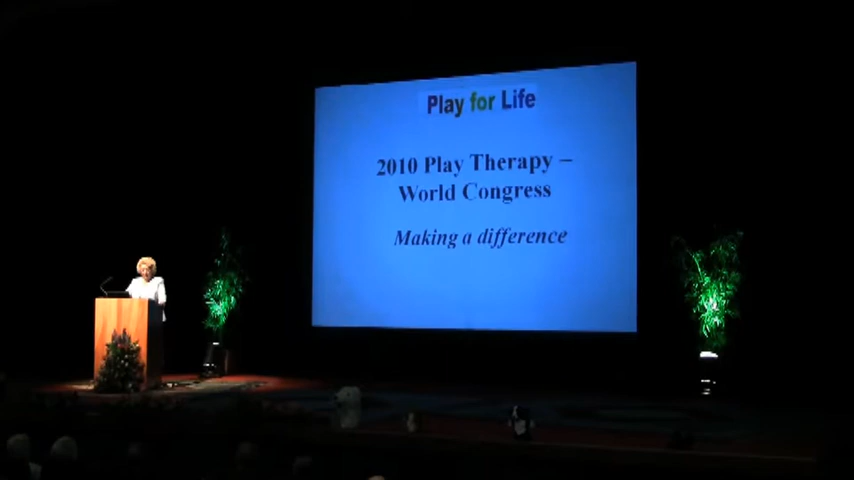 Play for Life
2010 Play Therapy –
World Congress
Making a difference